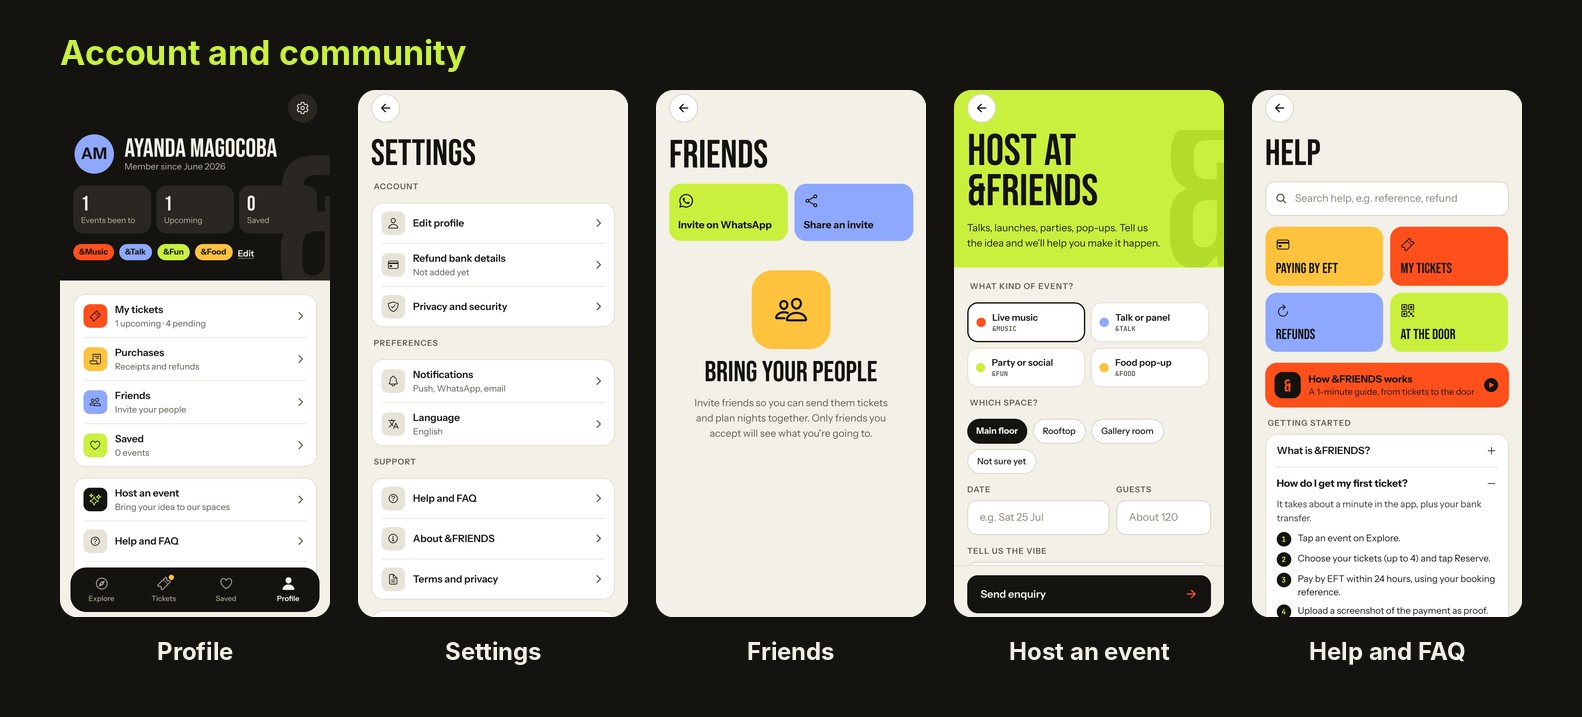 Account and community
AM
AYANDA MAGOCOBA
Member since June 2026
1
Events been to
1
Upcoming
0
Saved
&
&Music
&Talk
&Fun
&Food
Edit
My tickets
1 upcoming · 4 pending
Purchases
Receipts and refunds
Friends
Invite your people
Saved
0 events
Host an event
Bring your idea to our spaces
Help and FAQ
Explore
Tickets
Saved
Profile
Profile
SETTINGS
ACCOUNT
Edit profile
Refund bank details
Not added yet
Privacy and security
PREFERENCES
Notifications
Push, WhatsApp, email
Language
English
SUPPORT
Help and FAQ
About &FRIENDS
Terms and privacy
Settings
FRIENDS
Invite on WhatsApp
Share an invite
BRING YOUR PEOPLE
Invite friends so you can send them tickets
and plan nights together. Only friends you
accept will see what you're going to.
Friends
HOST AT
&FRIENDS
&
Talks, launches, parties, pop-ups. Tell us
the idea and we'll help you make it happen.
WHAT KIND OF EVENT?
Live music
&MUSIC
Talk or panel
&TALK
Party or social
&FUN
Food pop-up
&FOOD
WHICH SPACE?
Main floor
Rooftop
Gallery room
Not sure yet
DATE
GUESTS
e.g. Sat 25 Jul
About 120
TELL US THE VIBE
Send enquiry
Host an event
HELP
Search help, e.g. reference, refund
PAYING BY EFT
MY TICKETS
REFUNDS
AT THE DOOR
&
How &FRIENDS works
A 1-minute guide, from tickets to the door
GETTING STARTED
What is &FRIENDS?
How do I get my first ticket?
It takes about a minute in the app, plus your bank
transfer.
1 Tap an event on Explore.
2 Choose your tickets (up to 4) and tap Reserve.
3 Pay by EFT within 24 hours, using your booking
reference.
4 Upload a screenshot of the payment as proof.
Help and FAQ